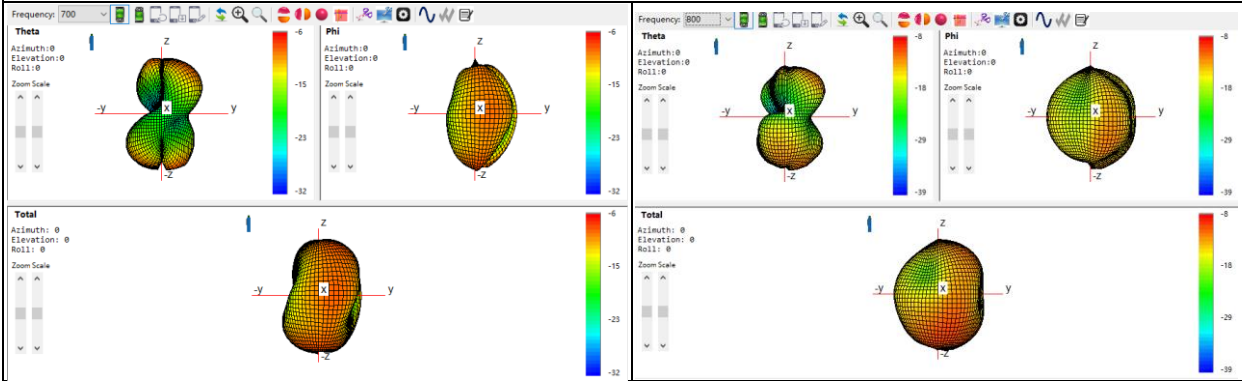 Frequency: 700
Theta
Azimuth:0
Elevation:0
Roll:0
Zoom Scale
z
-y
x
y
-z
-6
-15
-23
-32
Phi
Azimuth:0
Elevation:0
Roll:0
Zoom Scale
z
-y
x
y
-z
-6
-15
-23
-32
Total
Azimuth: 0
Elevation: 0
Roll: 0
Zoom Scale
z
-y
x
y
-z
-6
-15
-23
-32
Frequency: 800
Theta
Azimuth:0
Elevation:0
Roll:0
Zoom Scale
z
-y
x
y
-z
-8
-18
-29
-39
Phi
Azimuth:0
Elevation:0
Roll:0
Zoom Scale
z
-y
x
y
-z
-8
-18
-29
-39
Total
Azimuth: 0
Elevation: 0
Roll: 0
Zoom Scale
z
-y
x
y
-z
-8
-18
-29
-39